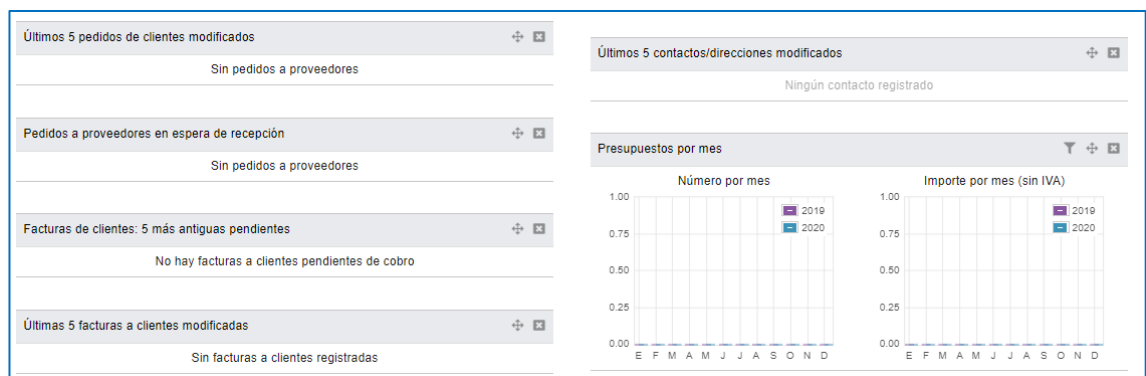 Últimos 5 pedidos de clientes modificados
Sin pedidos a proveedores
Pedidos a proveedores en espera de recepción
Sin pedidos a proveedores
Facturas de clientes: 5 más antiguas pendientes
No hay facturas a clientes pendientes de cobro
Últimas 5 facturas a clientes modificadas
Sin facturas a clientes registradas
Últimos 5 contactos/direcciones modificados
Ningún contacto registrado
Presupuestos por mes
Número por mes
1.00
0.75
0.50
0.25
0.00
2019
2020
E F M A M J J A S O N D
Importe por mes (sin IVA)
1.00
0.75
0.50
0.25
0.00
2019
2020
E F M A M J J A S O N D